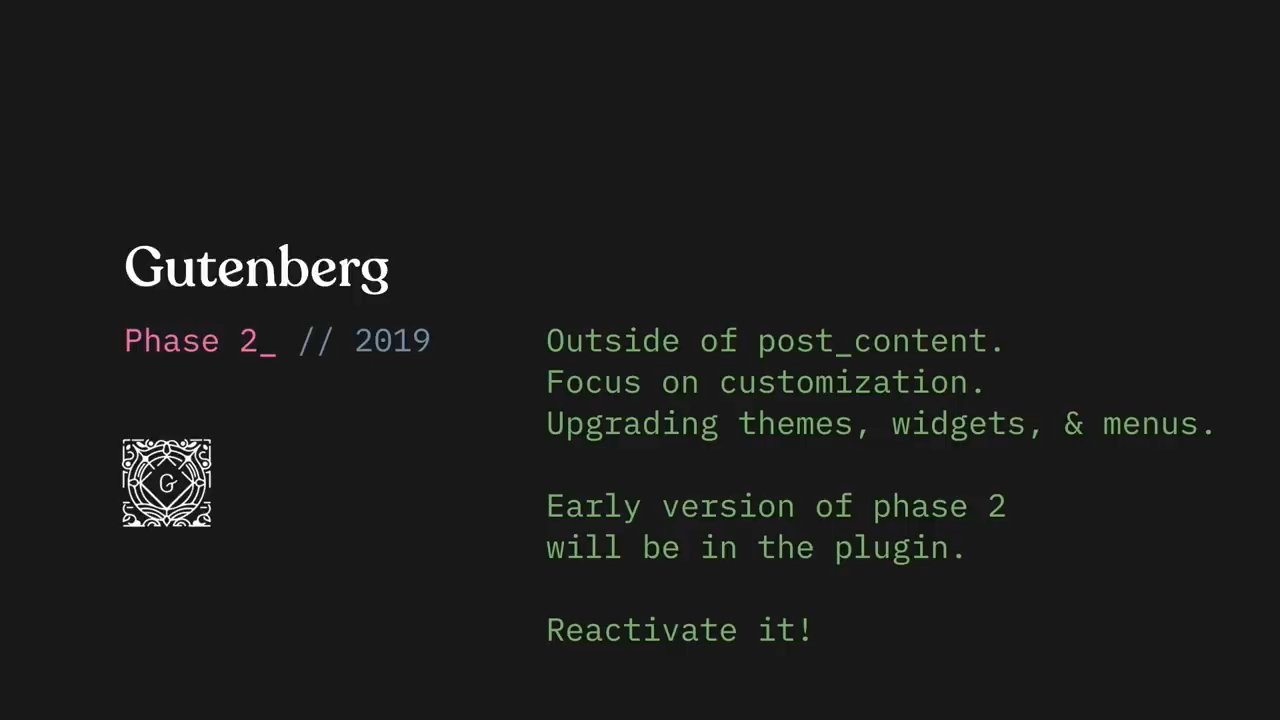 Gutenberg
Phase 2_ // 2019
Outside of post_content.
Focus on customization.
Upgrading themes, widgets, & menus.
Early version of phase 2
will be in the plugin.
Reactivate it!
G